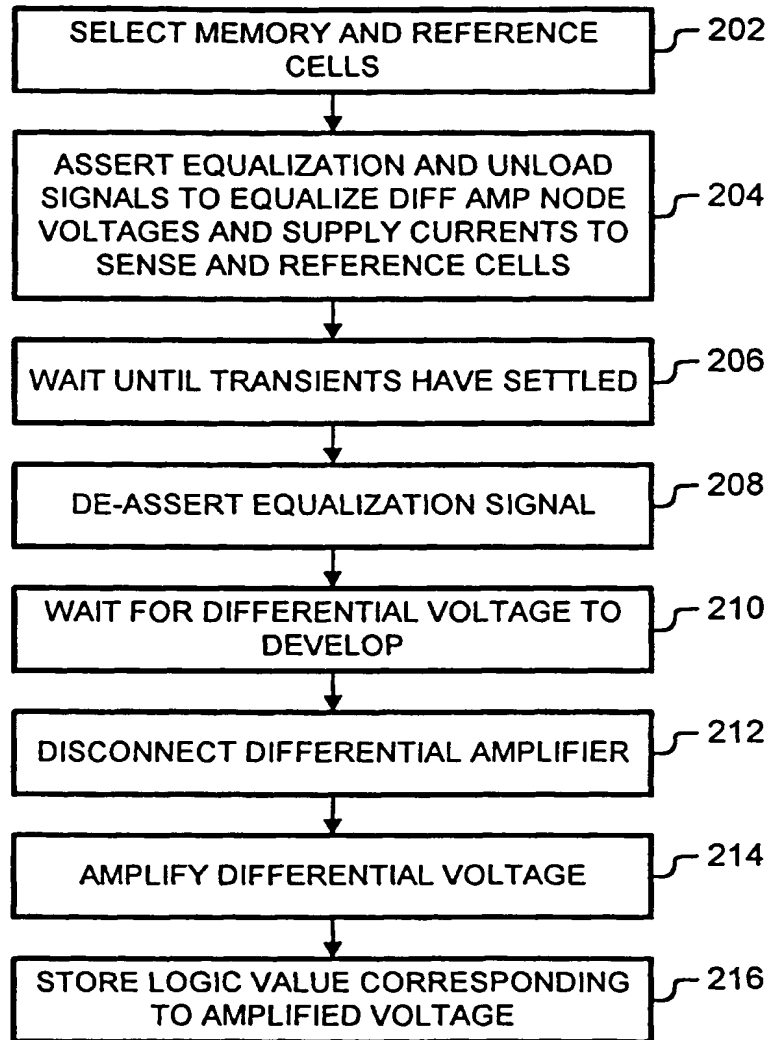 SELECT MEMORY AND REFERENCE
CELLS
202
ASSERT EQUALIZATION AND UNLOAD
SIGNALS TO EQUALIZE DIFF AMP NODE
VOLTAGES AND SUPPLY CURRENTS TO
SENSE AND REFERENCE CELLS
204
WAIT UNTIL TRANSIENTS HAVE SETTLED
206
DE-ASSERT EQUALIZATION SIGNAL
208
WAIT FOR DIFFERENTIAL VOLTAGE TO
DEVELOP
210
DISCONNECT DIFFERENTIAL AMPLIFIER
212
AMPLIFY DIFFERENTIAL VOLTAGE
214
STORE LOGIC VALUE CORRESPONDING
TO AMPLIFIED VOLTAGE
216